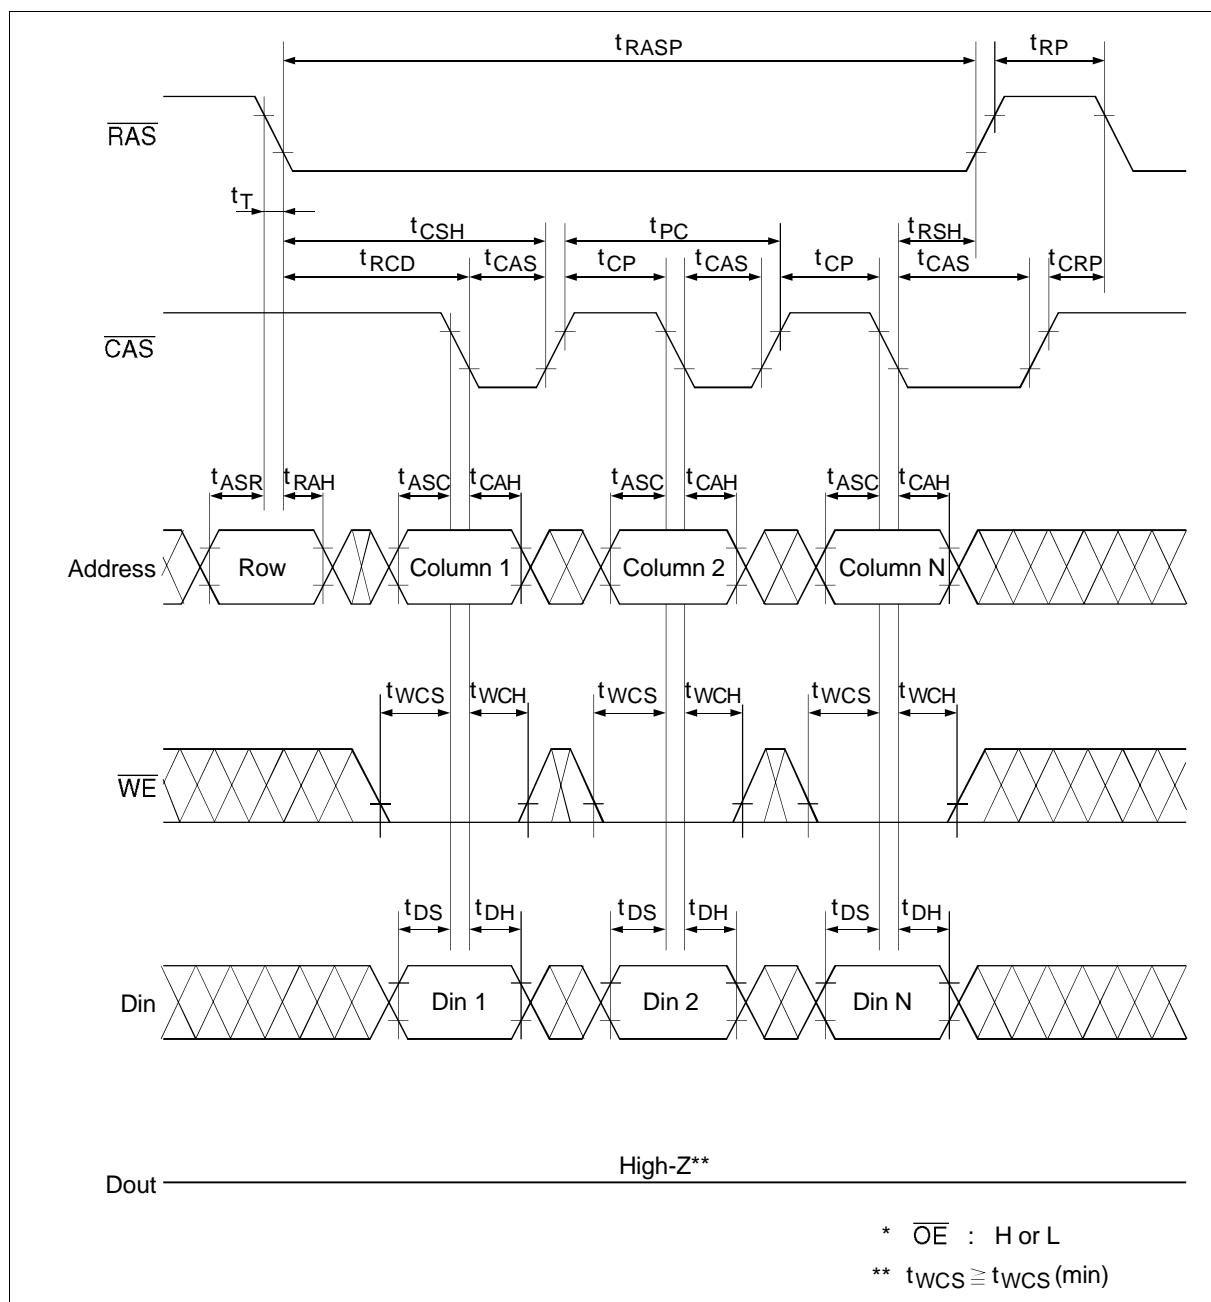 tRASP tRP
RAS
tT
tCSH tPC tRSH
tRCD tCAS tCP tCAS tCP tCAS tCRP
CAS
tASR tRAH tASC tCAH tASC tCAH tASC tCAH
Address Row Column 1 Column 2 Column N
tWCS tWCH tWCS tWCH tWCS tWCH
WE
tDS tDH tDS tDH tDS tDH
Din Din 1 Din 2 Din N
High-Z**
Dout
* OE : H or L
** tWCS ≧ tWCS (min)